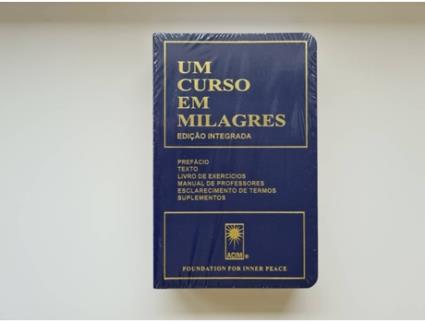 UM
CURSO
EM
MILAGRES
EDIÇÃO INTEGRADA
PREFÁCIO
TEXTO
LIVRO DE EXERCÍCIOS
MANUAL DE PROFESSORES
ESCLARECIMENTO DE TERMOS
SUPLEMENTOS
ACIM ®
FOUNDATION FOR INNER PEACE